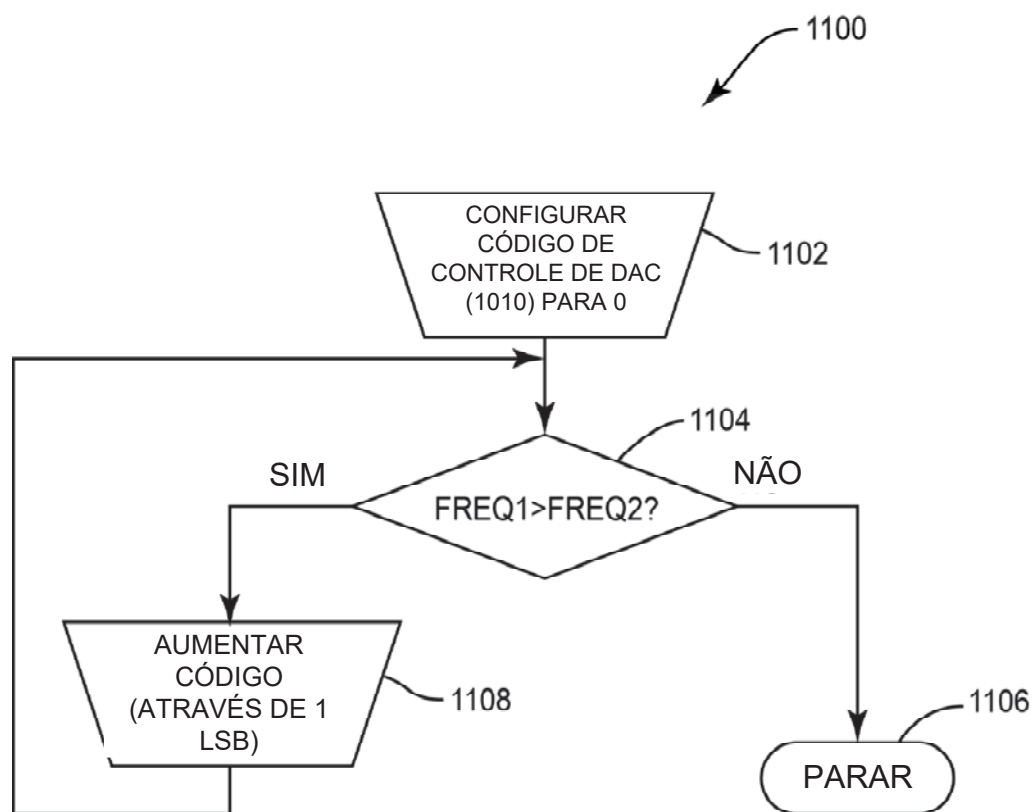 1100
CONFIGURAR
CÓDIGO DE
CONTROLE DE DAC
(1010) PARA 0
1102
1104
SIM
NÃO
FREQ1>FREQ2?
AUMENTAR
CÓDIGO
(ATRAVÉS DE 1
LSB)
1108
1106
PARAR